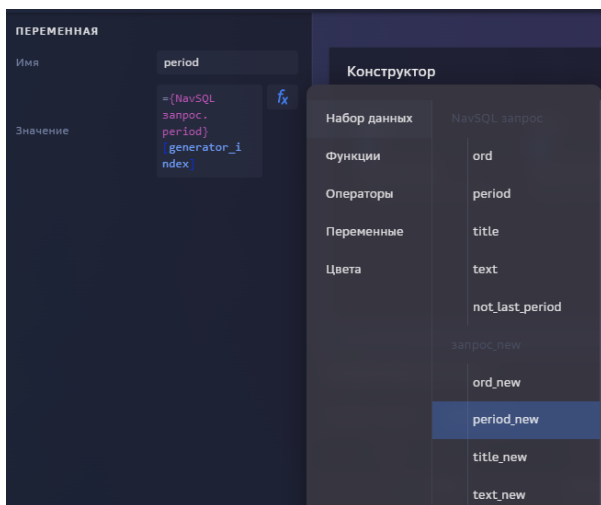 ПЕРЕМЕННАЯ
Имя
period
Значение
={NavSQL
запрос.
period}
[generator_i
ndex]
fx
Конструктор
Набор данных
Функции
Операторы
Переменные
Цвета
NavSQL запрос
ord
period
title
text
not_last_period
запрос_new
ord_new
period_new
title_new
text_new